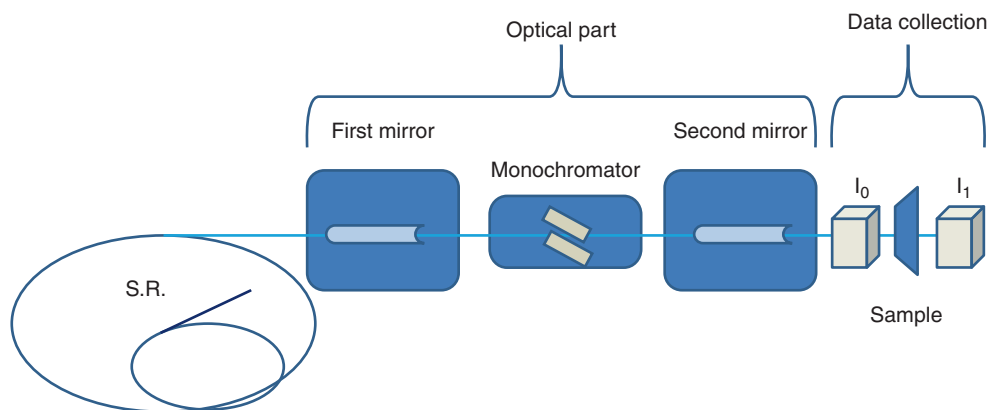 Optical part
Data collection
First mirror
Second mirror
Monochromator
I0
I1
S.R.
Sample